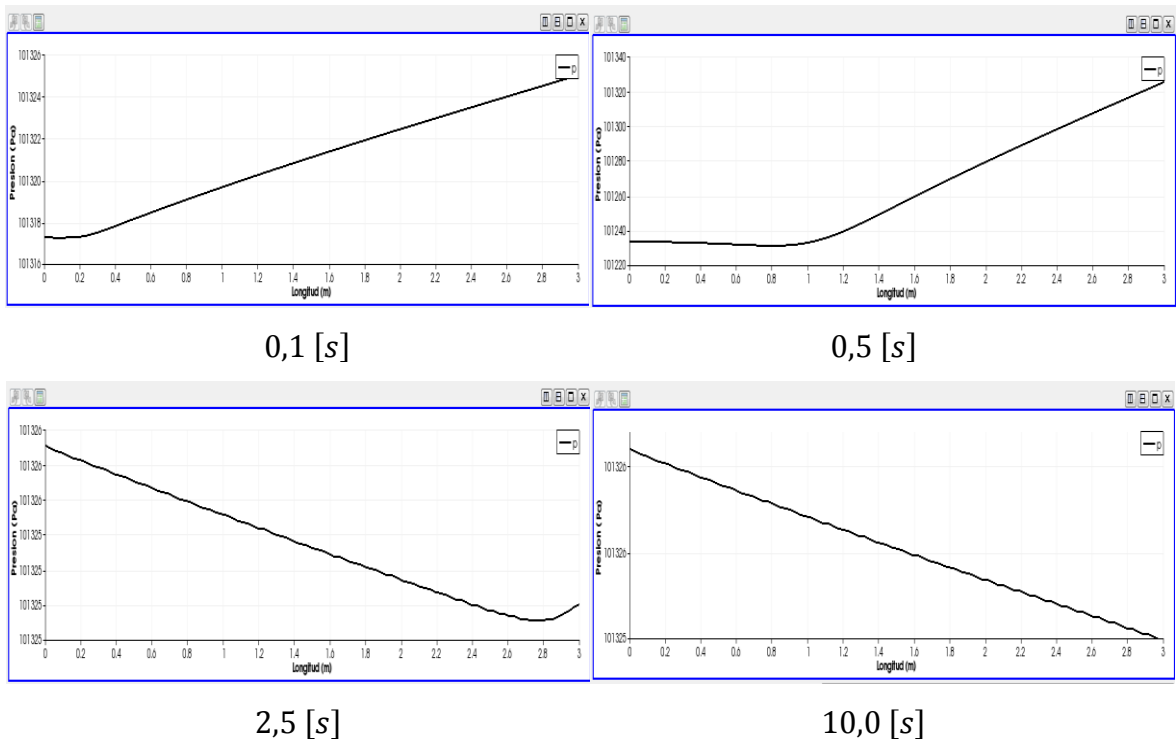 101326
101324
101322
101320
101318
101316
Presion (Pa)
p
0 0.2 0.4 0.6 0.8 1 1.2 1.4 1.6 1.8 2 2.2 2.4 2.6 2.8 3
Longitud (m)
0,1 [s]
101340
101320
101300
101280
101260
101240
101220
Presion (Pa)
p
0 0.2 0.4 0.6 0.8 1 1.2 1.4 1.6 1.8 2 2.2 2.4 2.6 2.8 3
Longitud (m)
0,5 [s]
101326
101326
101326
101325
101325
101325
101325
Presion (Pa)
p
0 0.2 0.4 0.6 0.8 1 1.2 1.4 1.6 1.8 2 2.2 2.4 2.6 2.8 3
Longitud (m)
2,5 [s]
101326
101326
101325
Presion (Pa)
p
0 0.2 0.4 0.6 0.8 1 1.2 1.4 1.6 1.8 2 2.2 2.4 2.6 2.8 3
Longitud (m)
10,0 [s]